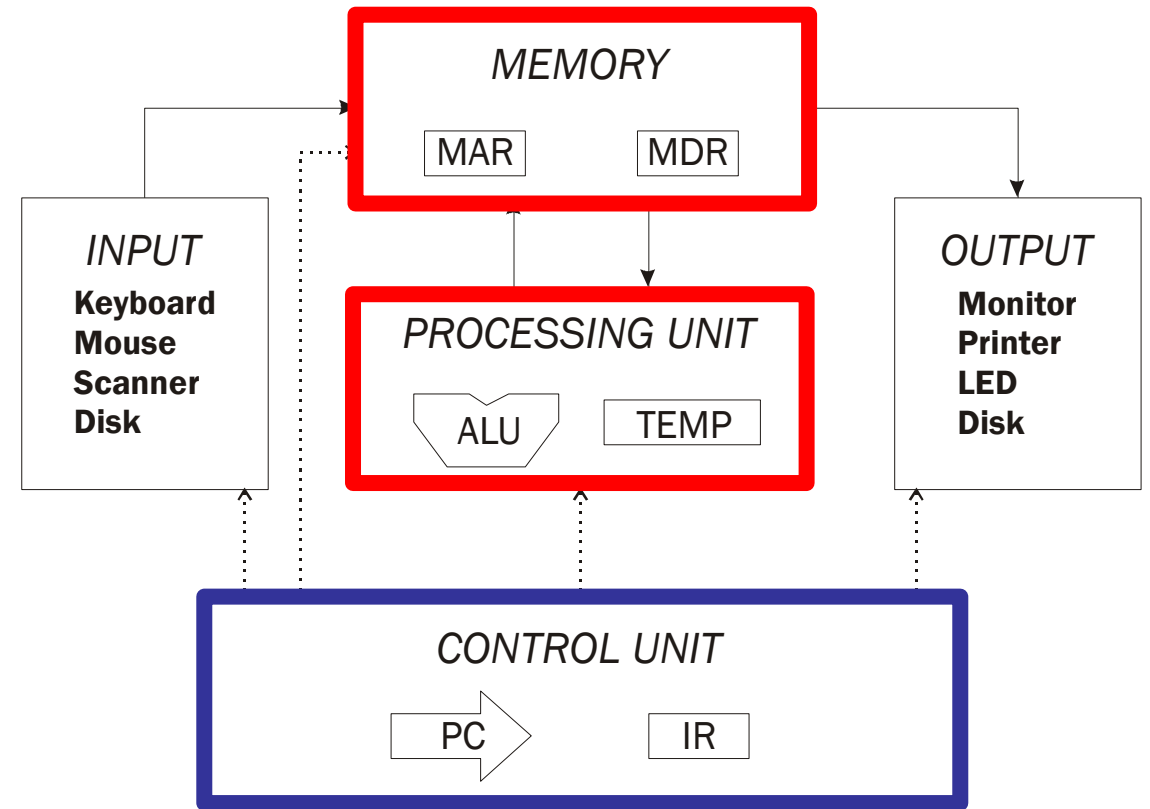 MEMORY
MAR
MDR
INPUT
Keyboard
Mouse
Scanner
Disk
PROCESSING UNIT
ALU
TEMP
OUTPUT
Monitor
Printer
LED
Disk
CONTROL UNIT
PC
IR